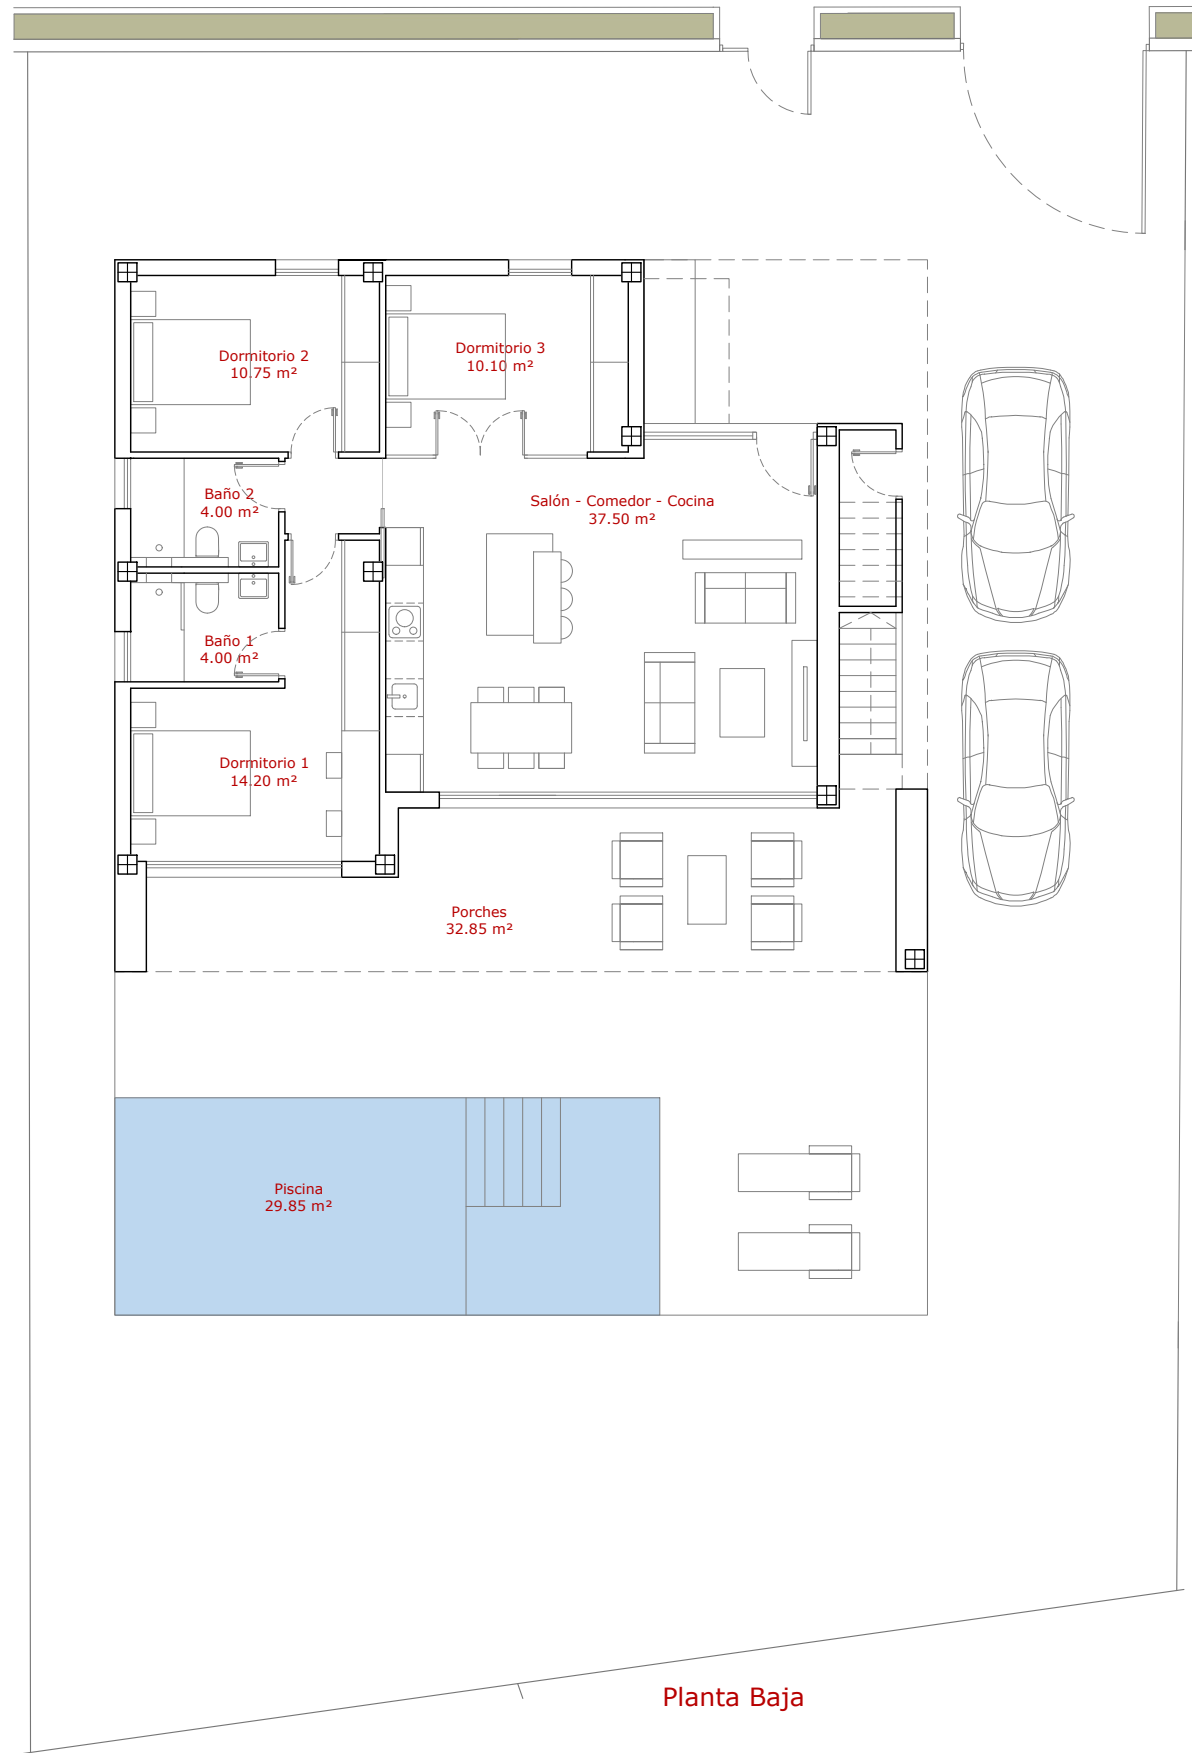 Dormitorio 2
10.75 m²
Dormitorio 3
10.10 m²
Baño 2
4.00 m²
Salón - Comedor - Cocina
37.50 m²
Baño 1
4.00 m²
Dormitorio 1
14.20 m²
Porches
32.85 m²
Piscina
29.85 m²
Planta Baja